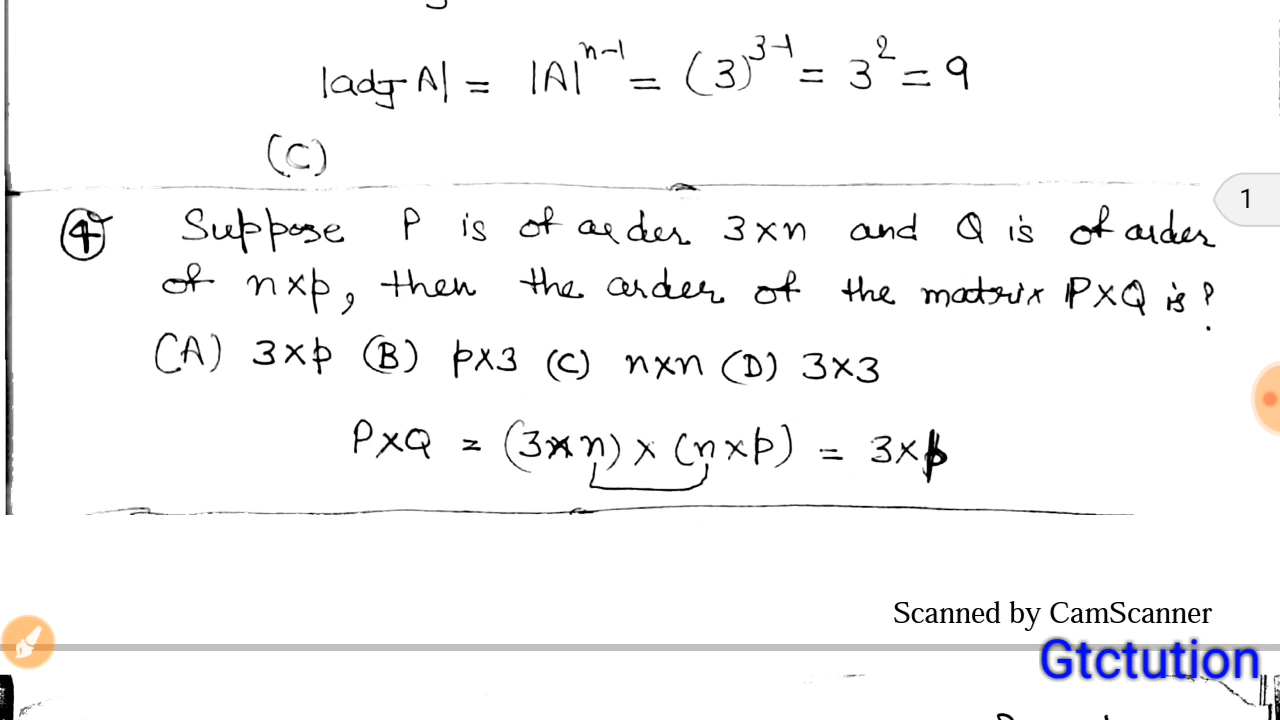 |adj A| = |A|^{n-1} = (3)^{3-1} = 3^2 = 9
(C)
1
④ Suppose P is of order 3×n and Q is of order
of n×p, then the order of the matrix P×Q is?
(A) 3×p (B) p×3 (C) n×n (D) 3×3
P×Q = (3×n) × (n×p) = 3×p
Scanned by CamScanner
Gtctution